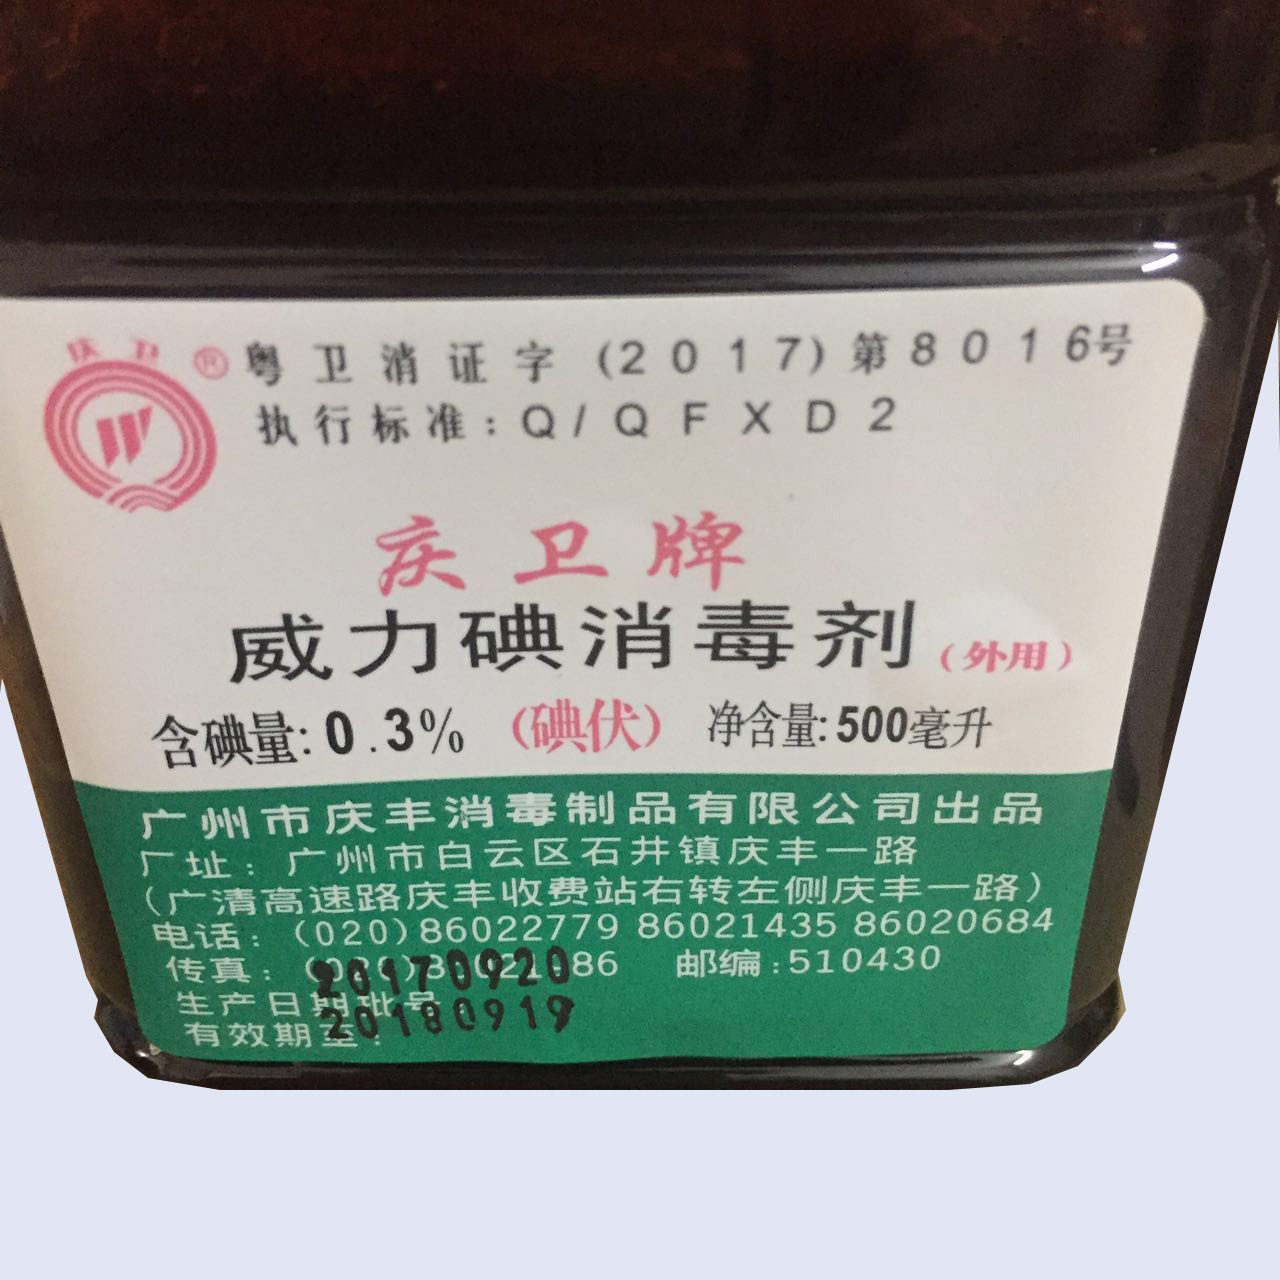 庆卫 ®
粤卫消证字(2017)第8016号
执行标准:Q/QFXD2
庆卫牌
威力碘消毒剂(外用)
含碘量:0.3% (碘伏) 净含量:500毫升
广州市庆丰消毒制品有限公司出品
厂址:广州市白云区石井镇庆丰一路
(广清高速路庆丰收费站右转左侧庆丰一路)
电话:(020)86022779 86021435 86020684
传真: 邮编:510430
生产日期批号: 20170920
有效期至: 20180919